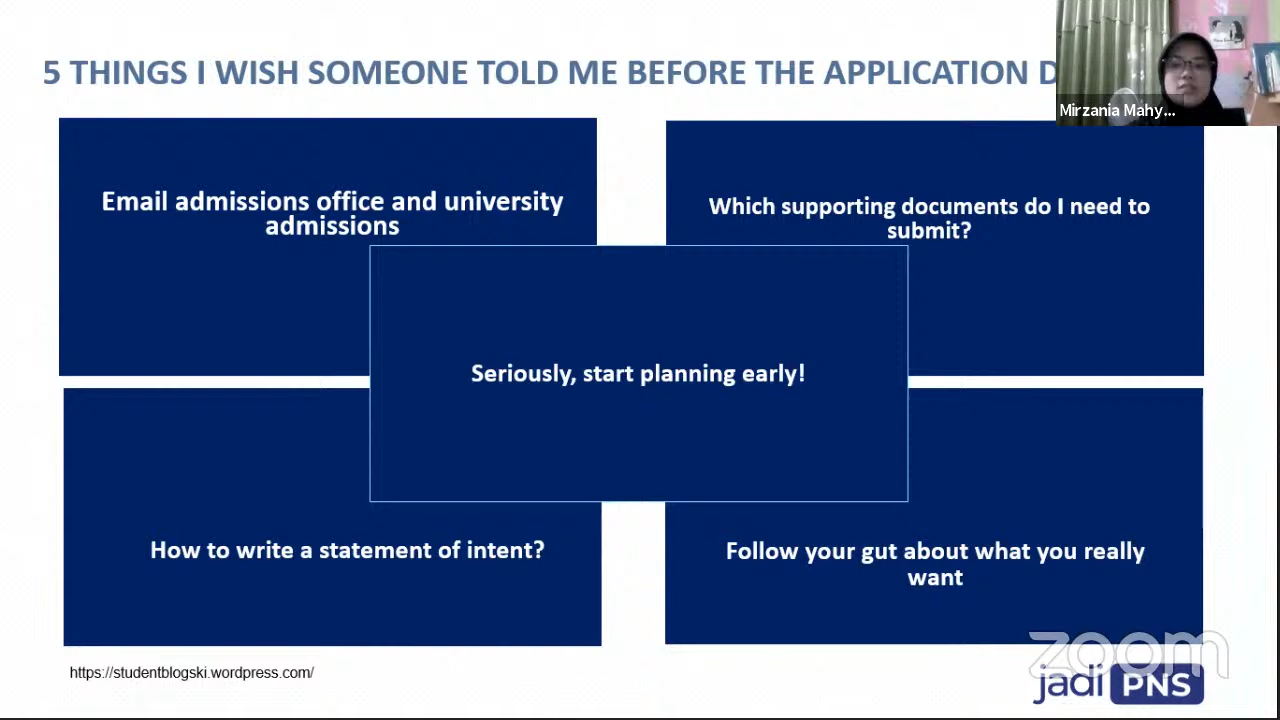 5 THINGS I WISH SOMEONE TOLD ME BEFORE THE APPLICATION
Mirzania Mahy...
Email admissions office and university
admissions
Which supporting documents do I need to
submit?
Seriously, start planning early!
How to write a statement of intent?
Follow your gut about what you really
want
https://studentblogski.wordpress.com/
zoom
jadi PNS